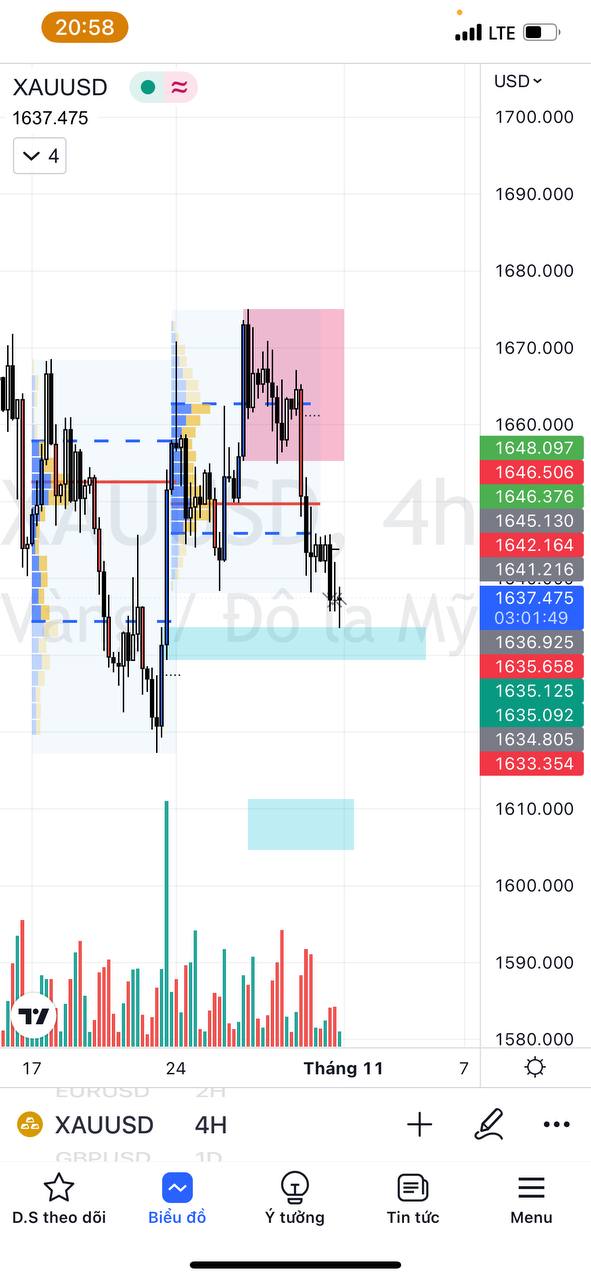 20:58
LTE
XAUUSD
≈
USD
1637.475
4
1700.000
1690.000
1680.000
1670.000
1660.000
1648.097
1646.506
1646.376
1645.130
1642.164
1641.216
XAUUSD, 4h
1637.475
03:01:49
Vàng / Đô la Mỹ
1636.925
1635.658
1635.125
1635.092
1634.805
1633.354
1610.000
1600.000
1590.000
1580.000
17
24
Tháng 11
7
EURUSD 2H
XAUUSD 4H
GBPUSD 1D
D.S theo dõi
Biểu đồ
Ý tưởng
Tin tức
Menu